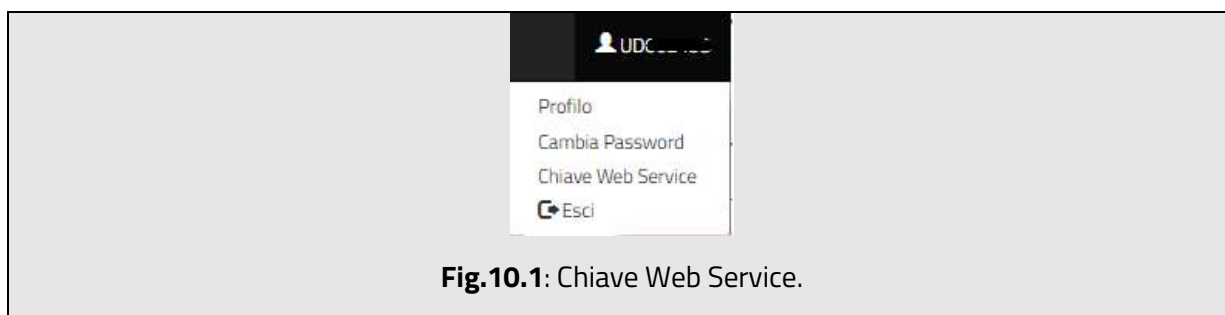 Profilo
Cambia Password
Chiave Web Service
Esci
Fig.10.1: Chiave Web Service.